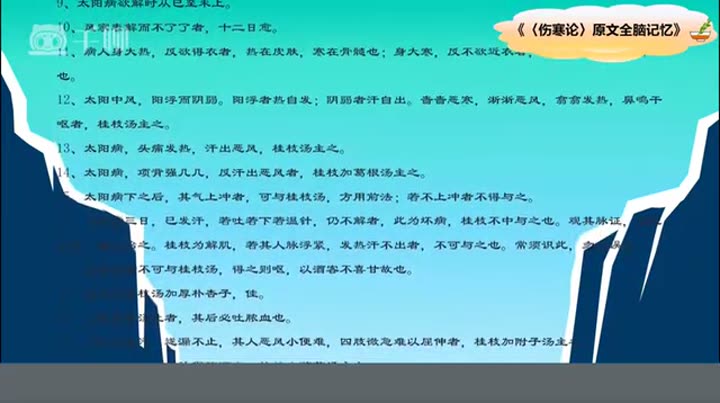 千聊
《〈伤寒论〉原文全脑记忆》
9、太阳病欲解时从巳至未上。
10、风家表解而不了了者，十二日愈。
11、病人身大热，反欲得衣者，热在皮肤，寒在骨髓也；身大寒，反不欲近衣者，
也。
12、太阳中风，阳浮而阴弱。阳浮者热自发；阴弱者汗自出。啬啬恶寒，渐渐恶风，翕翕发热，鼻鸣干
呕者，桂枝汤主之。
13、太阳病，头痛发热，汗出恶风，桂枝汤主之。
14、太阳病，项背强几几，反汗出恶风者，桂枝加葛根汤主之。
、太阳病下之后，其气上冲者，可与桂枝汤，方用前法；若不上冲者不得与之。
三日，已发汗，若吐若下若温针，仍不解者，此为坏病，桂枝不中与之也。观其脉证，
之。桂枝为解肌，若其人脉浮紧，发热汗不出者，不可与之也。常须识此，
不可与桂枝汤，得之则呕，以酒客不喜甘故也。
汤加厚朴杏子，佳。
者，其后必吐脓血也。
漏不止，其人恶风小便难，四肢微急难以屈伸者，桂枝加附子汤主